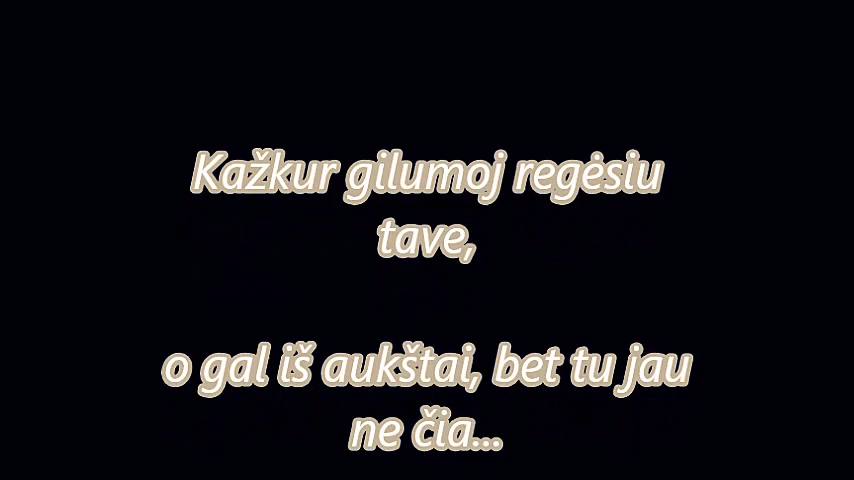 Kažkur gilumoj regėsiu
tave,
o gal iš aukštai, bet tu jau
ne čia...